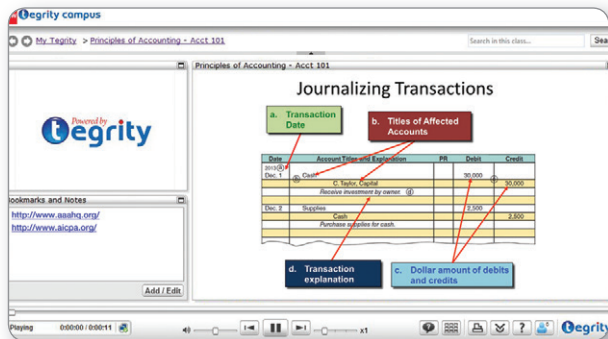 tegrity campus
My Tegrity > Principles of Accounting - Acct 101
Search in this class...
Sea
Principles of Accounting - Acct 101
Powered by
tegrity
Bookmarks and Notes
http://www.aaahq.org/
http://www.aicpa.org/
Add / Edit
Journalizing Transactions
a. Transaction
Date
b. Titles of Affected
Accounts
Date Account Titles and Explanation PR Debit Credit
2013 a
Dec. 1 b Cash 30,000 c
C. Taylor, Capital 30,000
Receive investment by owner. d
Dec. 2 Supplies 2,500
Cash 2,500
Purchase supplies for cash.
d. Transaction
explanation
c. Dollar amount of debits
and credits
Playing 0:00:00 / 0:00:11
x1
?
tegrity